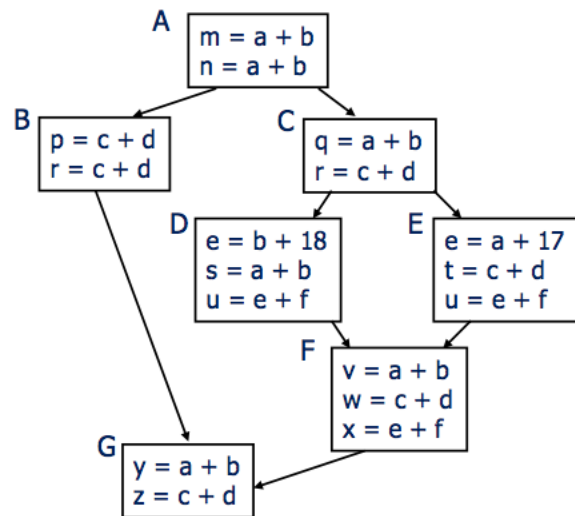 A
m = a + b
n = a + b
B
p = c + d
r = c + d
C
q = a + b
r = c + d
D
e = b + 18
s = a + b
u = e + f
E
e = a + 17
t = c + d
u = e + f
F
v = a + b
w = c + d
x = e + f
G
y = a + b
z = c + d